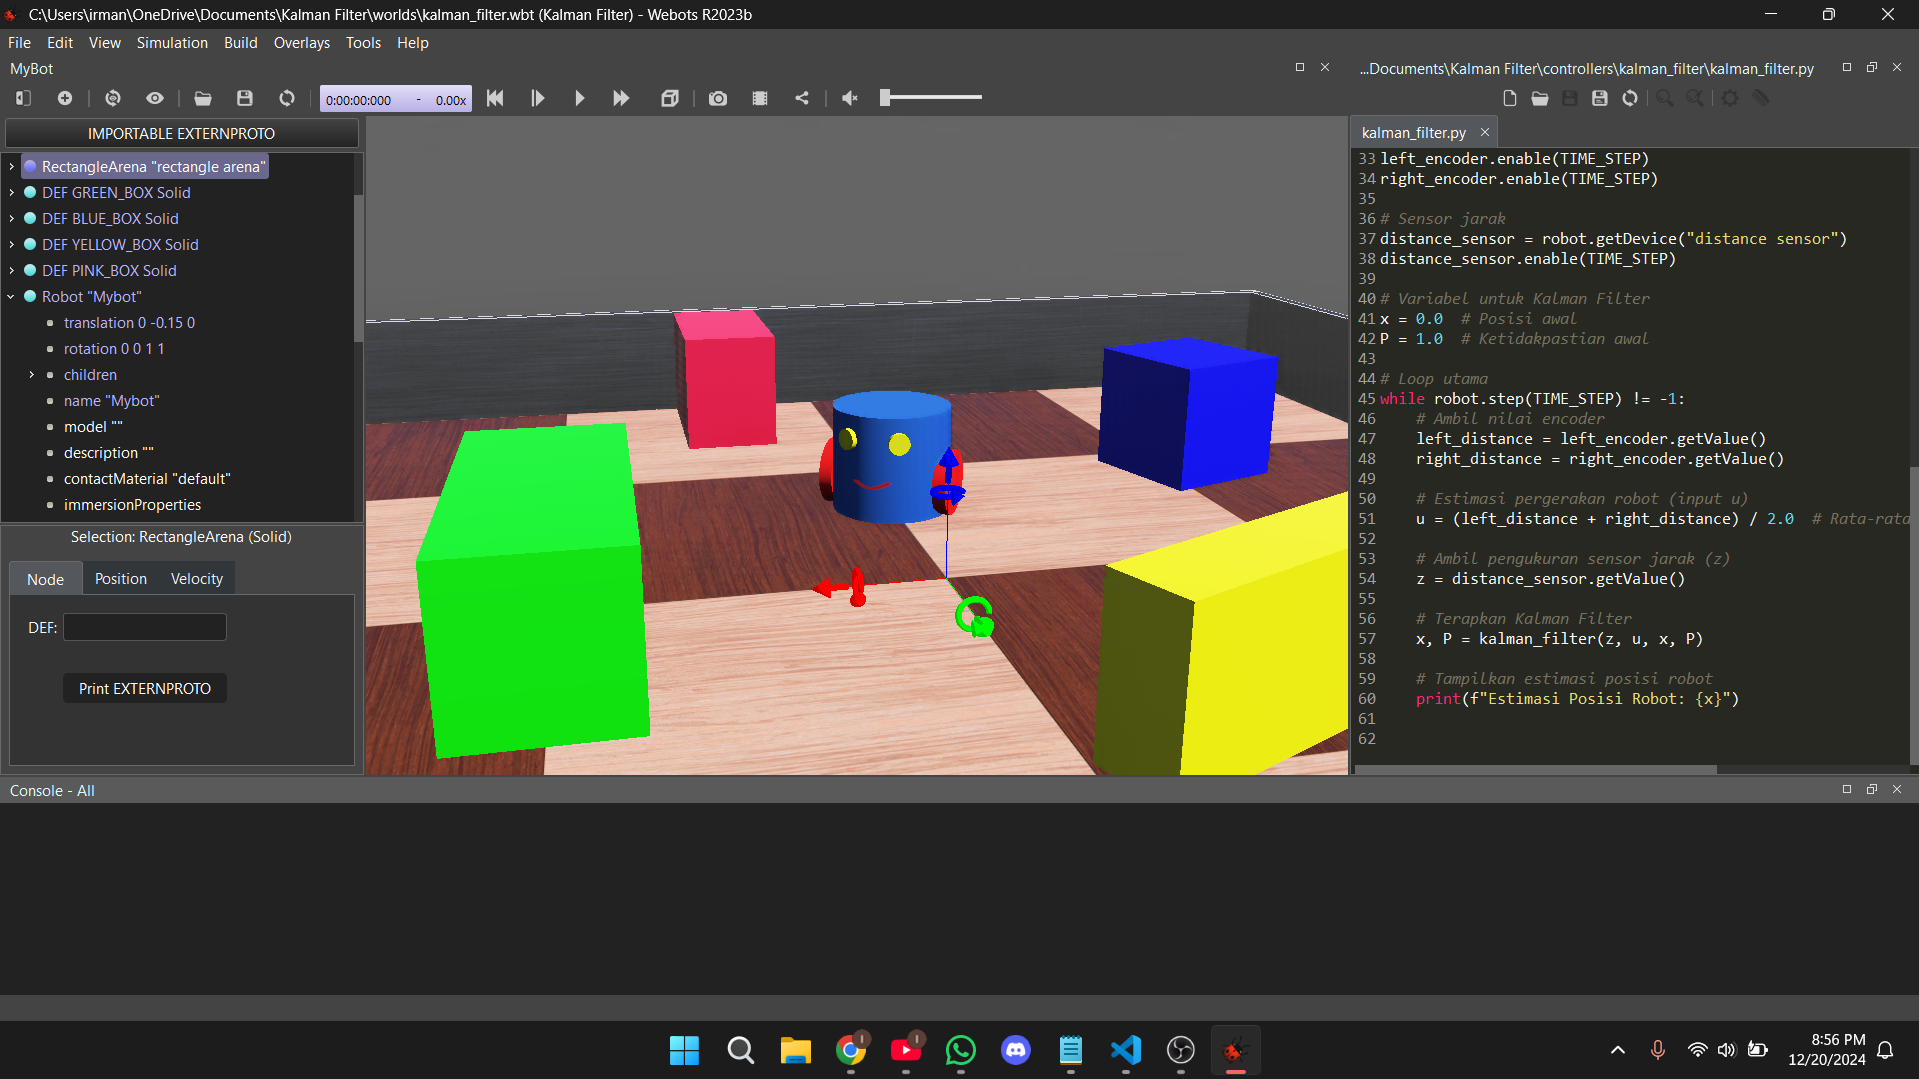 C:\Users\irman\OneDrive\Documents\Kalman Filter\worlds\kalman_filter.wbt (Kalman Filter) - Webots R2023b
File Edit View Simulation Build Overlays Tools Help
MyBot
0:00:00:000 - 0.00x
IMPORTABLE EXTERNPROTO
RectangleArena "rectangle arena"
DEF GREEN_BOX Solid
DEF BLUE_BOX Solid
DEF YELLOW_BOX Solid
DEF PINK_BOX Solid
Robot "Mybot"
translation 0 -0.15 0
rotation 0 0 1 1
children
name "Mybot"
model ""
description ""
contactMaterial "default"
immersionProperties
Selection: RectangleArena (Solid)
Node Position Velocity
DEF:
Print EXTERNPROTO
...Documents\Kalman Filter\controllers\kalman_filter\kalman_filter.py
kalman_filter.py
33 left_encoder.enable(TIME_STEP)
34 right_encoder.enable(TIME_STEP)
35
36 # Sensor jarak
37 distance_sensor = robot.getDevice("distance sensor")
38 distance_sensor.enable(TIME_STEP)
39
40 # Variabel untuk Kalman Filter
41 x = 0.0 # Posisi awal
42 P = 1.0 # Ketidakpastian awal
43
44 # Loop utama
45 while robot.step(TIME_STEP) != -1:
46 # Ambil nilai encoder
47 left_distance = left_encoder.getValue()
48 right_distance = right_encoder.getValue()
49
50 # Estimasi pergerakan robot (input u)
51 u = (left_distance + right_distance) / 2.0 # Rata-rata
52
53 # Ambil pengukuran sensor jarak (z)
54 z = distance_sensor.getValue()
55
56 # Terapkan Kalman Filter
57 x, P = kalman_filter(z, u, x, P)
58
59 # Tampilkan estimasi posisi robot
60 print(f"Estimasi Posisi Robot: {x}")
61
62
Console - All
8:56 PM
12/20/2024